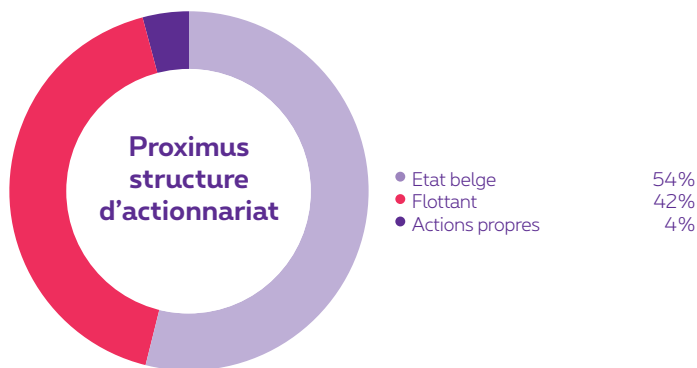 Proximus
structure
d'actionnariat
Etat belge 54%
Flottant 42%
Actions propres 4%